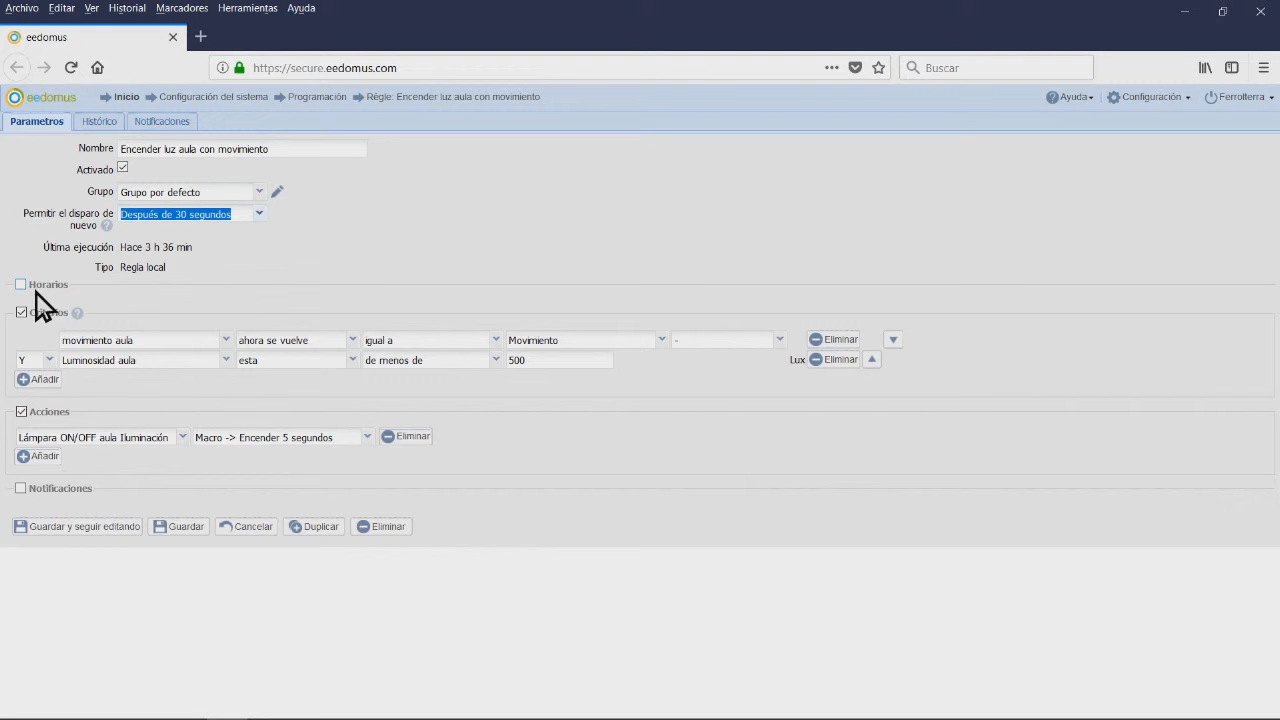 Archivo Editar Ver Historial Marcadores Herramientas Ayuda
eedomus
https://secure.eedomus.com Buscar
eedomus Inicio Configuración del sistema Programación Règle: Encender luz aula con movimiento Ayuda Configuración Ferrolterra
Parametros Histórico Notificaciones
Nombre Encender luz aula con movimiento
Activado
Grupo Grupo por defecto
Permitir el disparo de Después de 30 segundos
nuevo ?
Última ejecución Hace 3 h 36 min
Tipo Regla local
Horarios
?
movimiento aula ahora se vuelve igual a Movimiento - Eliminar
Y Luminosidad aula esta de menos de 500 Lux Eliminar
Añadir
Acciones
Lámpara ON/OFF aula Iluminación Macro -> Encender 5 segundos Eliminar
Añadir
Notificaciones
Guardar y seguir editando Guardar Cancelar Duplicar Eliminar